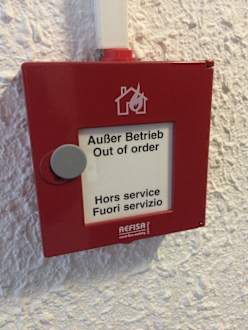 Außer Betrieb
Out of order
Hors service
Fuori servizio
REFISA